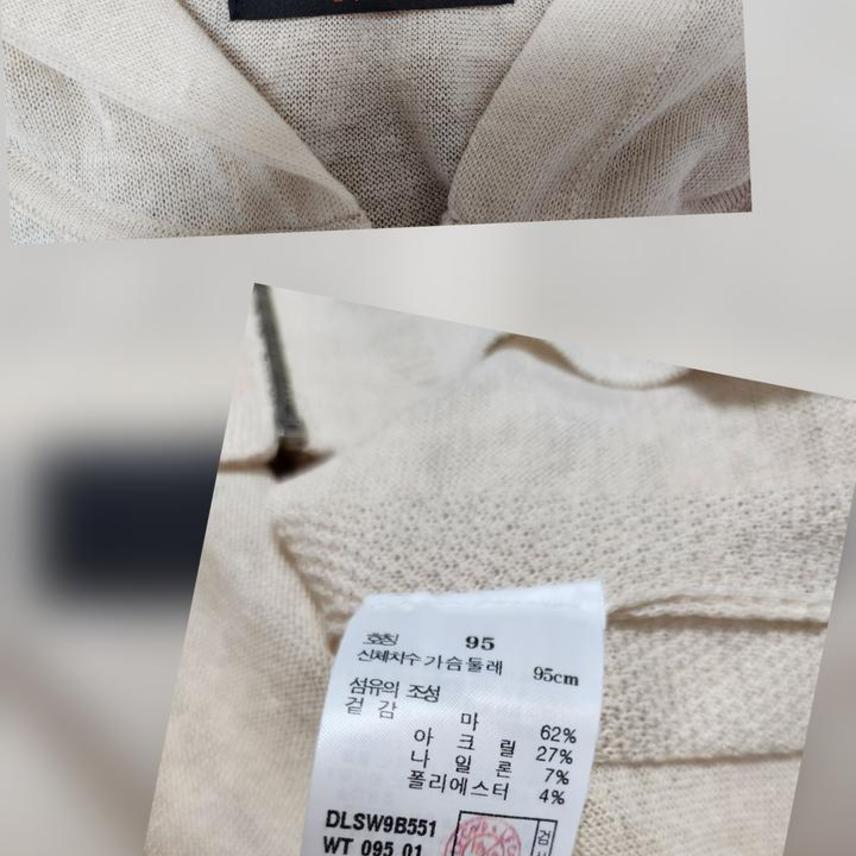 호칭 95
신체치수 가슴둘레 95cm
섬유의 조성
겉 감 마 62%
아 크 릴 27%
나 일 론 7%
폴리에스터 4%
DLSW9B551
WT 095 01
검